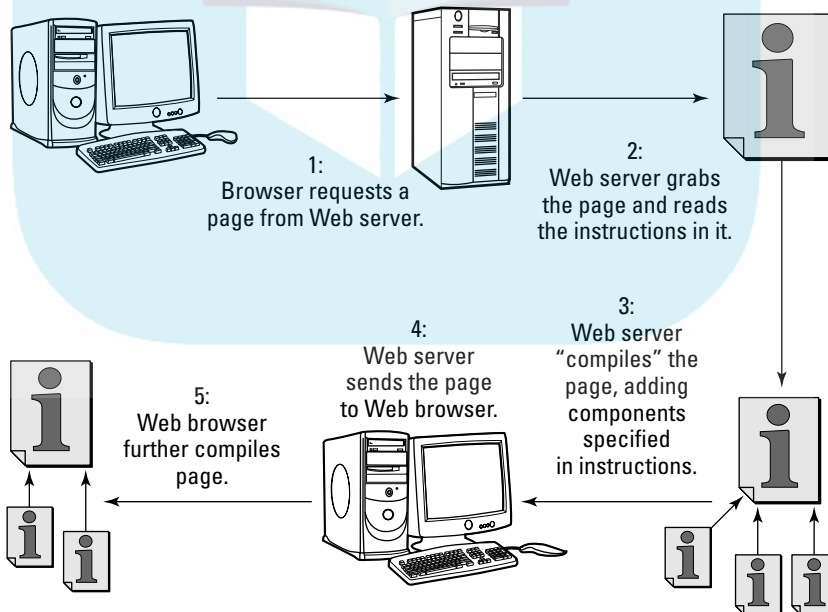 1:
Browser requests a
page from Web server.
2:
Web server grabs
the page and reads
the instructions in it.
3:
Web server
“compiles” the
page, adding
components
specified
in instructions.
4:
Web server
sends the page
to Web browser.
5:
Web browser
further compiles
page.